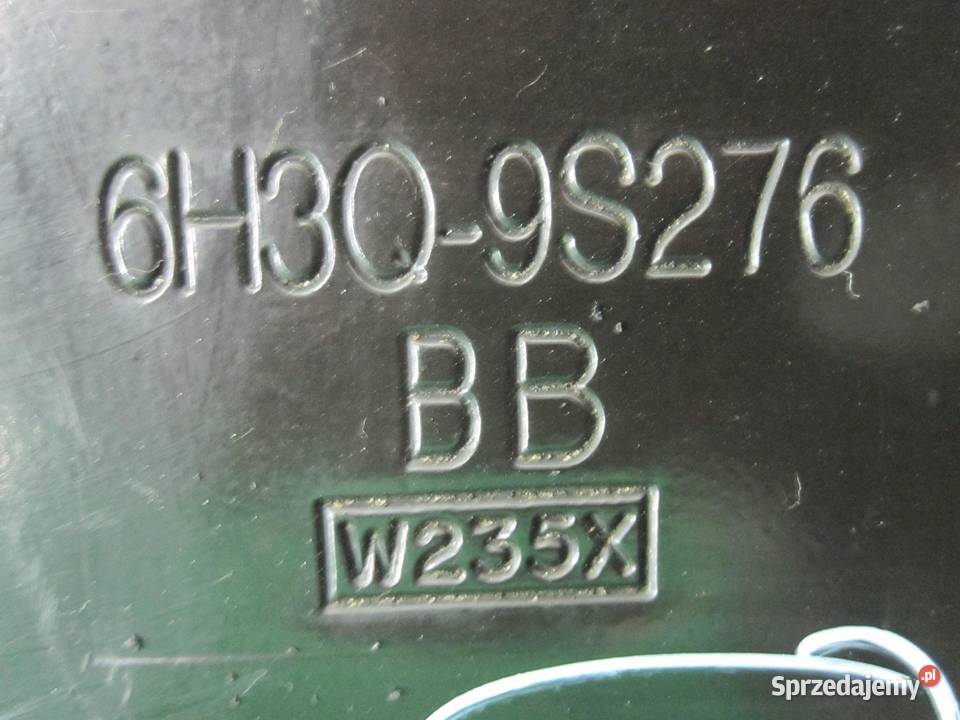 6H3Q-9S276
BB
W235X
Sprzedajemy.pl